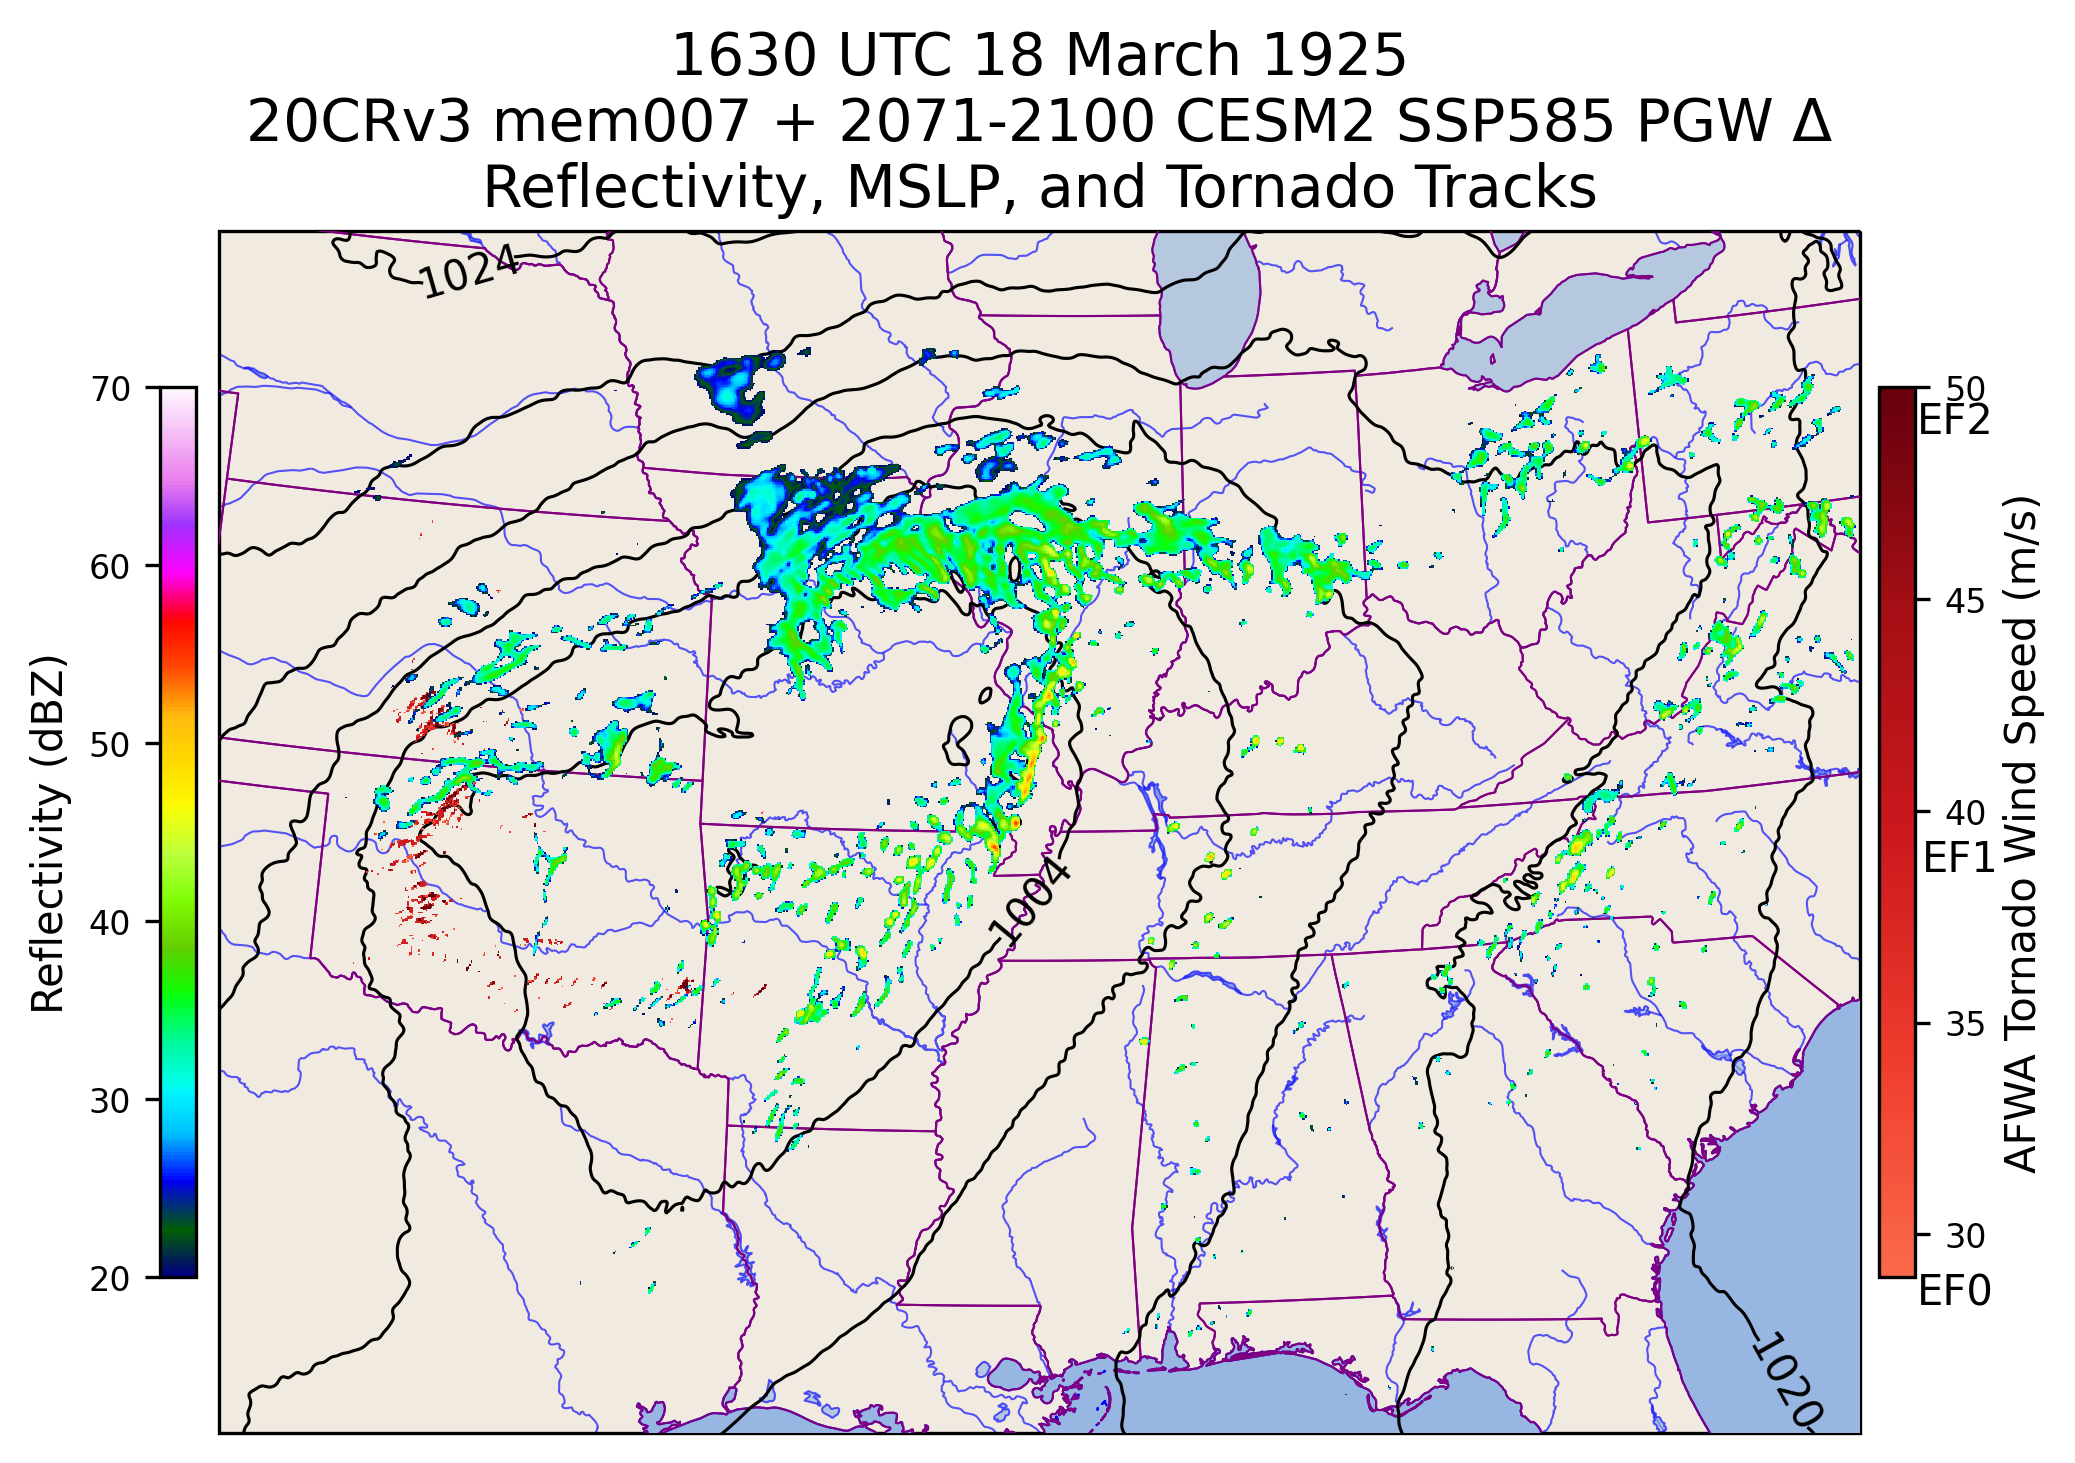 1630 UTC 18 March 1925
20CRv3 mem007 + 2071-2100 CESM2 SSP585 PGW Δ
Reflectivity, MSLP, and Tornado Tracks
1024
1004
1020
70
60
50
40
30
20
Reflectivity (dBZ)
50
EF2
45
40
EF1
35
30
EF0
AFWA Tornado Wind Speed (m/s)